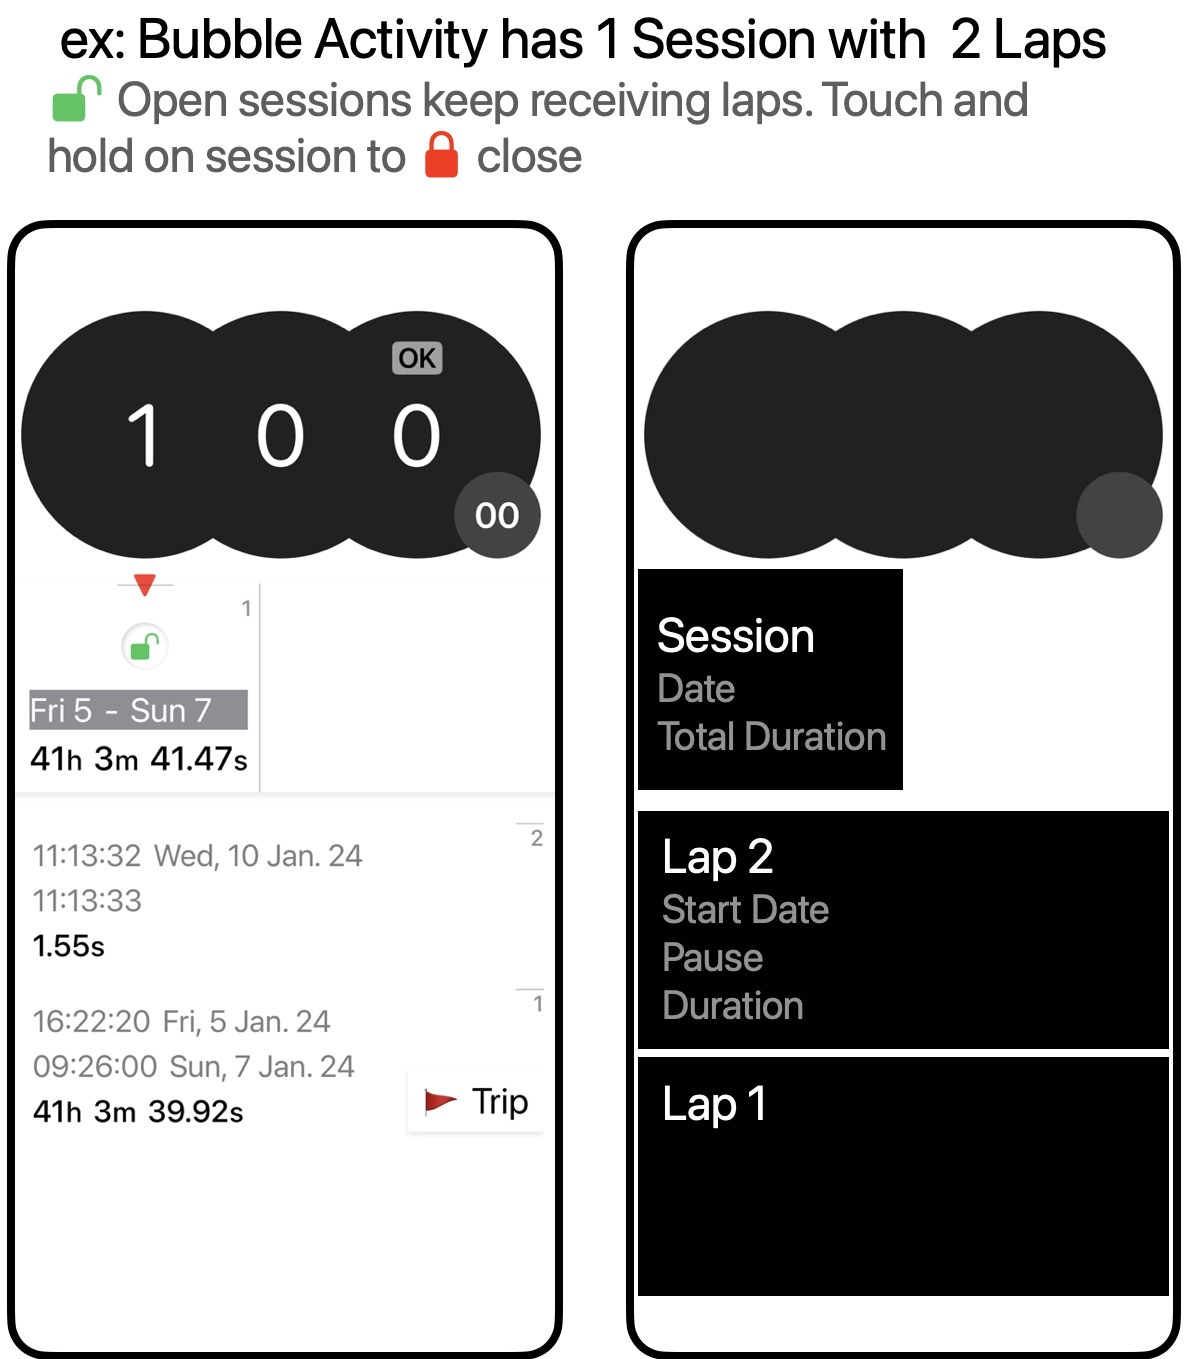 ex: Bubble Activity has 1 Session with 2 Laps
Open sessions keep receiving laps. Touch and
hold on session to close
OK
1 0 0
00
1
Fri 5 - Sun 7
41h 3m 41.47s
2
11:13:32 Wed, 10 Jan. 24
11:13:33
1.55s
1
16:22:20 Fri, 5 Jan. 24
09:26:00 Sun, 7 Jan. 24
41h 3m 39.92s
Trip
Session
Date
Total Duration
Lap 2
Start Date
Pause
Duration
Lap 1